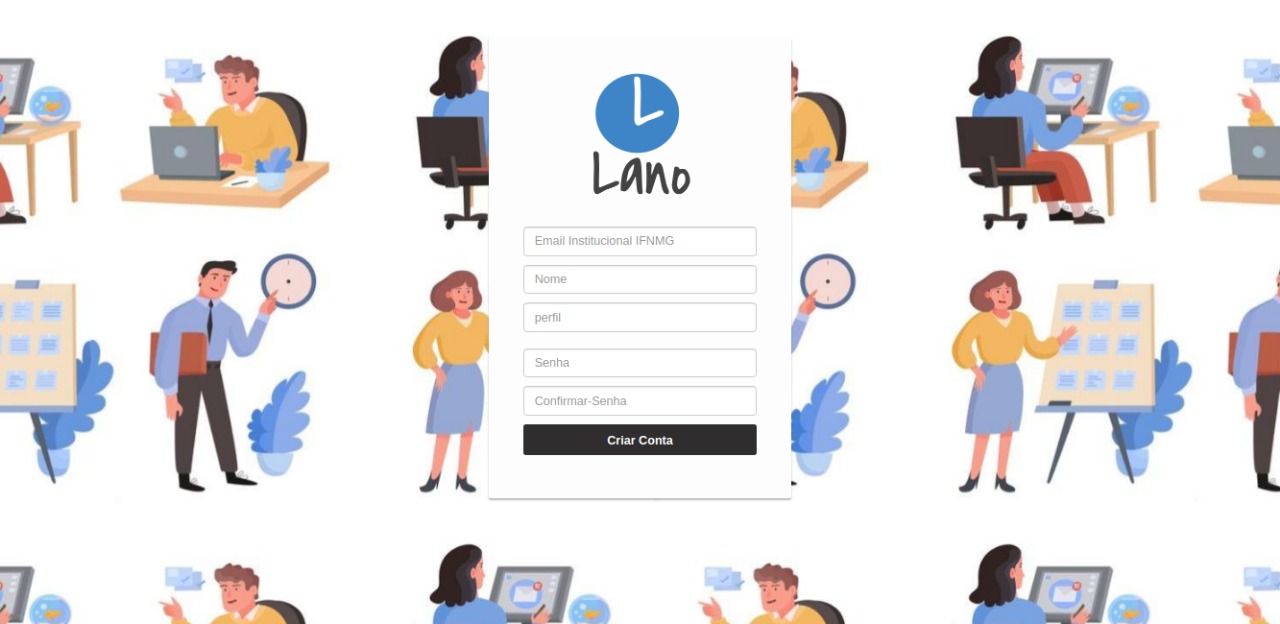 Lano
Email Institucional IFNMG
Nome
perfil
Senha
Confirmar-Senha
Criar Conta